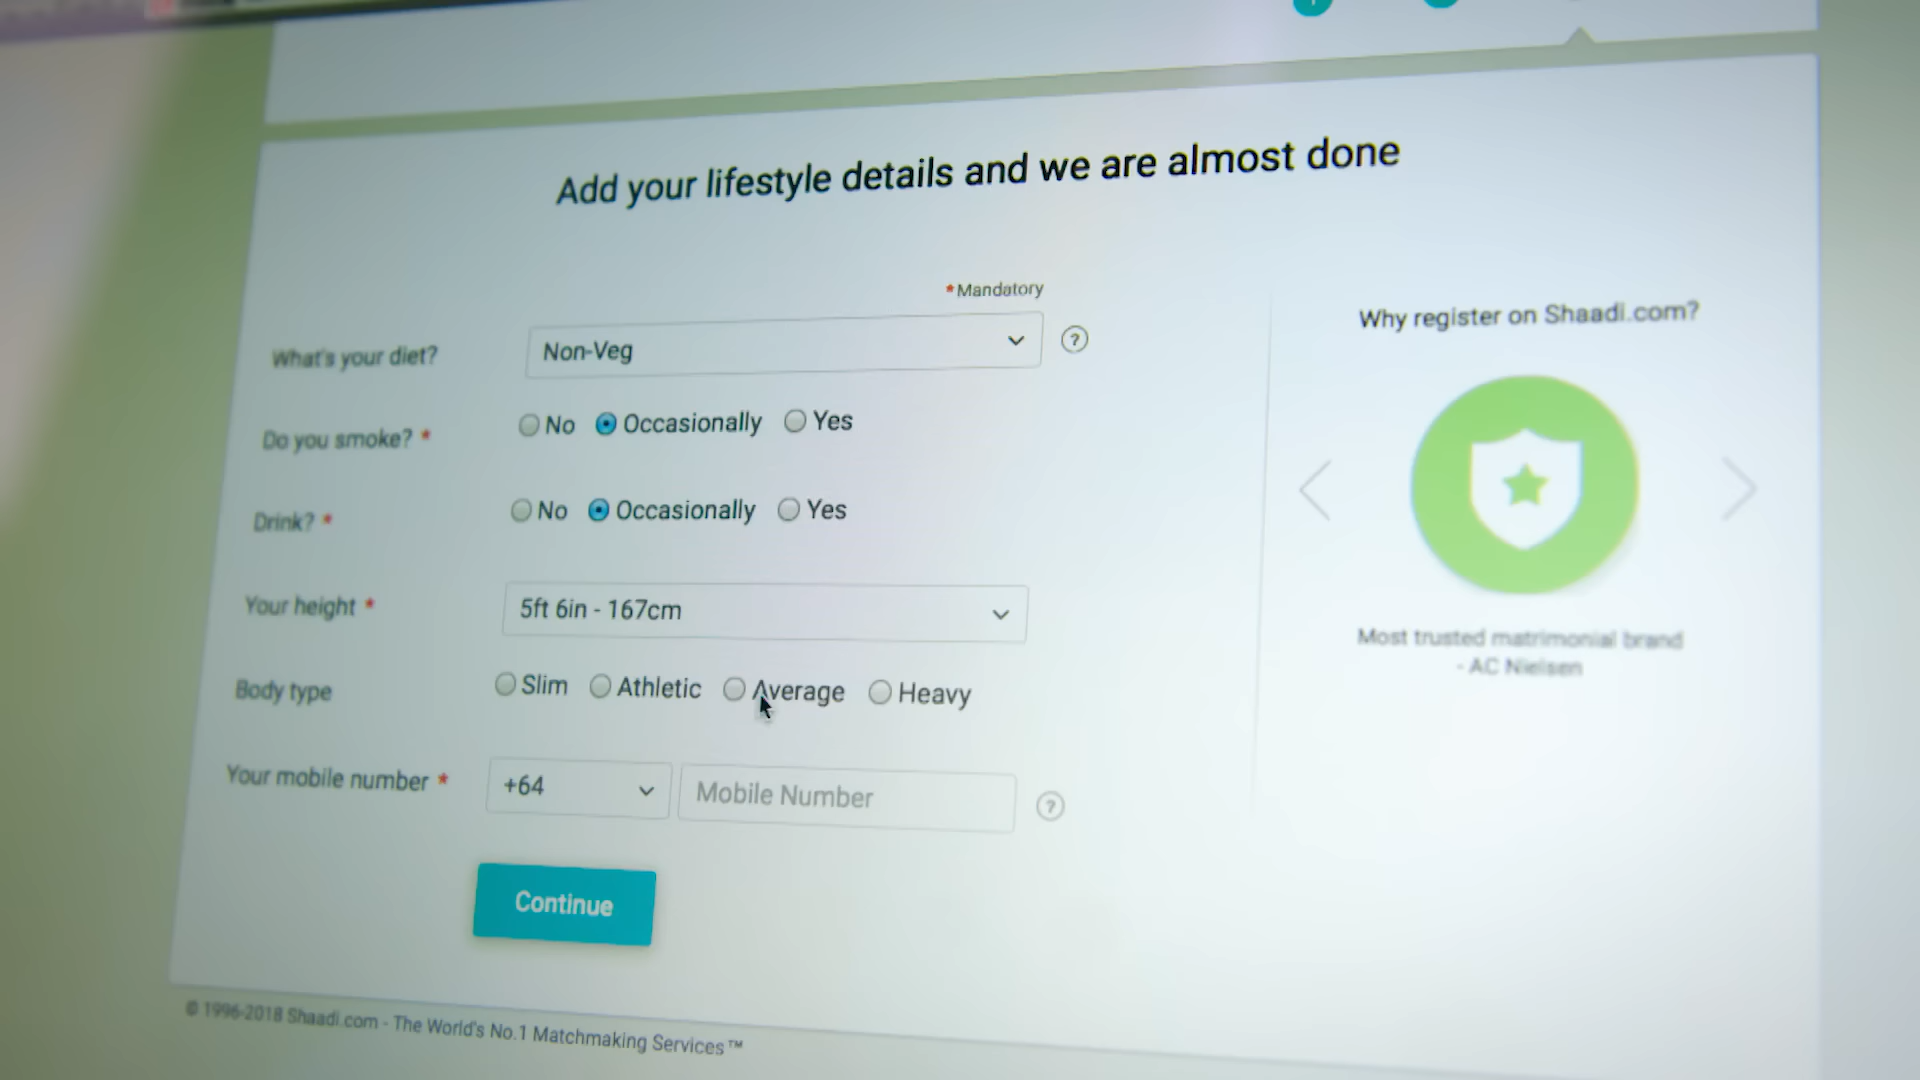 Add your lifestyle details and we are almost done
*Mandatory
What's your diet?
Non-Veg
?
Do you smoke? *
No Occasionally Yes
Drink? *
No Occasionally Yes
Your height *
5ft 6in - 167cm
Body type
Slim Athletic Average Heavy
Your mobile number *
+64
Mobile Number
?
Continue
Why register on Shaadi.com?
Most trusted matrimonial brand
- AC Nielsen
© 1996-2018 Shaadi.com - The World's No.1 Matchmaking Services™